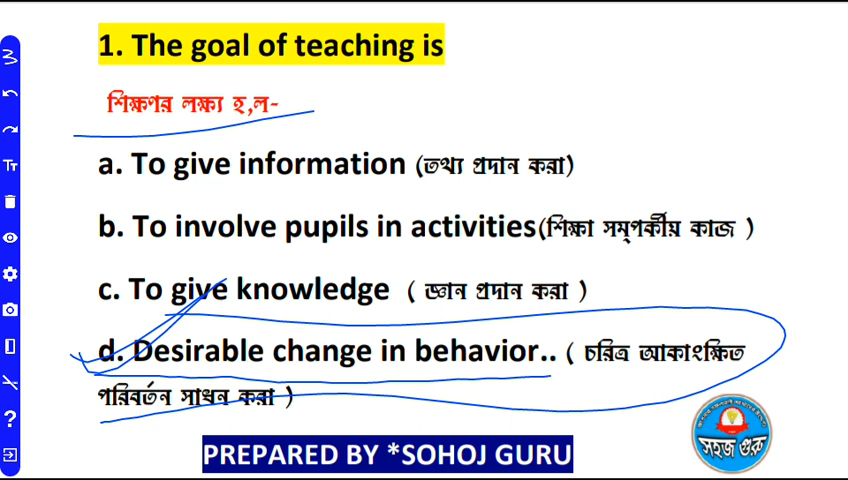 1. The goal of teaching is
শিক্ষণর লক্ষ্য হ,ল-
a. To give information (তথ্য প্রদান করা)
b. To involve pupils in activities(শিক্ষা সম্পর্কীয় কাজ )
c. To give knowledge ( জ্ঞান প্রদান করা )
d. Desirable change in behavior.. ( চরিত্র আকাংক্ষিত
পরিবৰ্তন সাধন করা )
PREPARED BY *SOHOJ GURU
সহজ গুরু